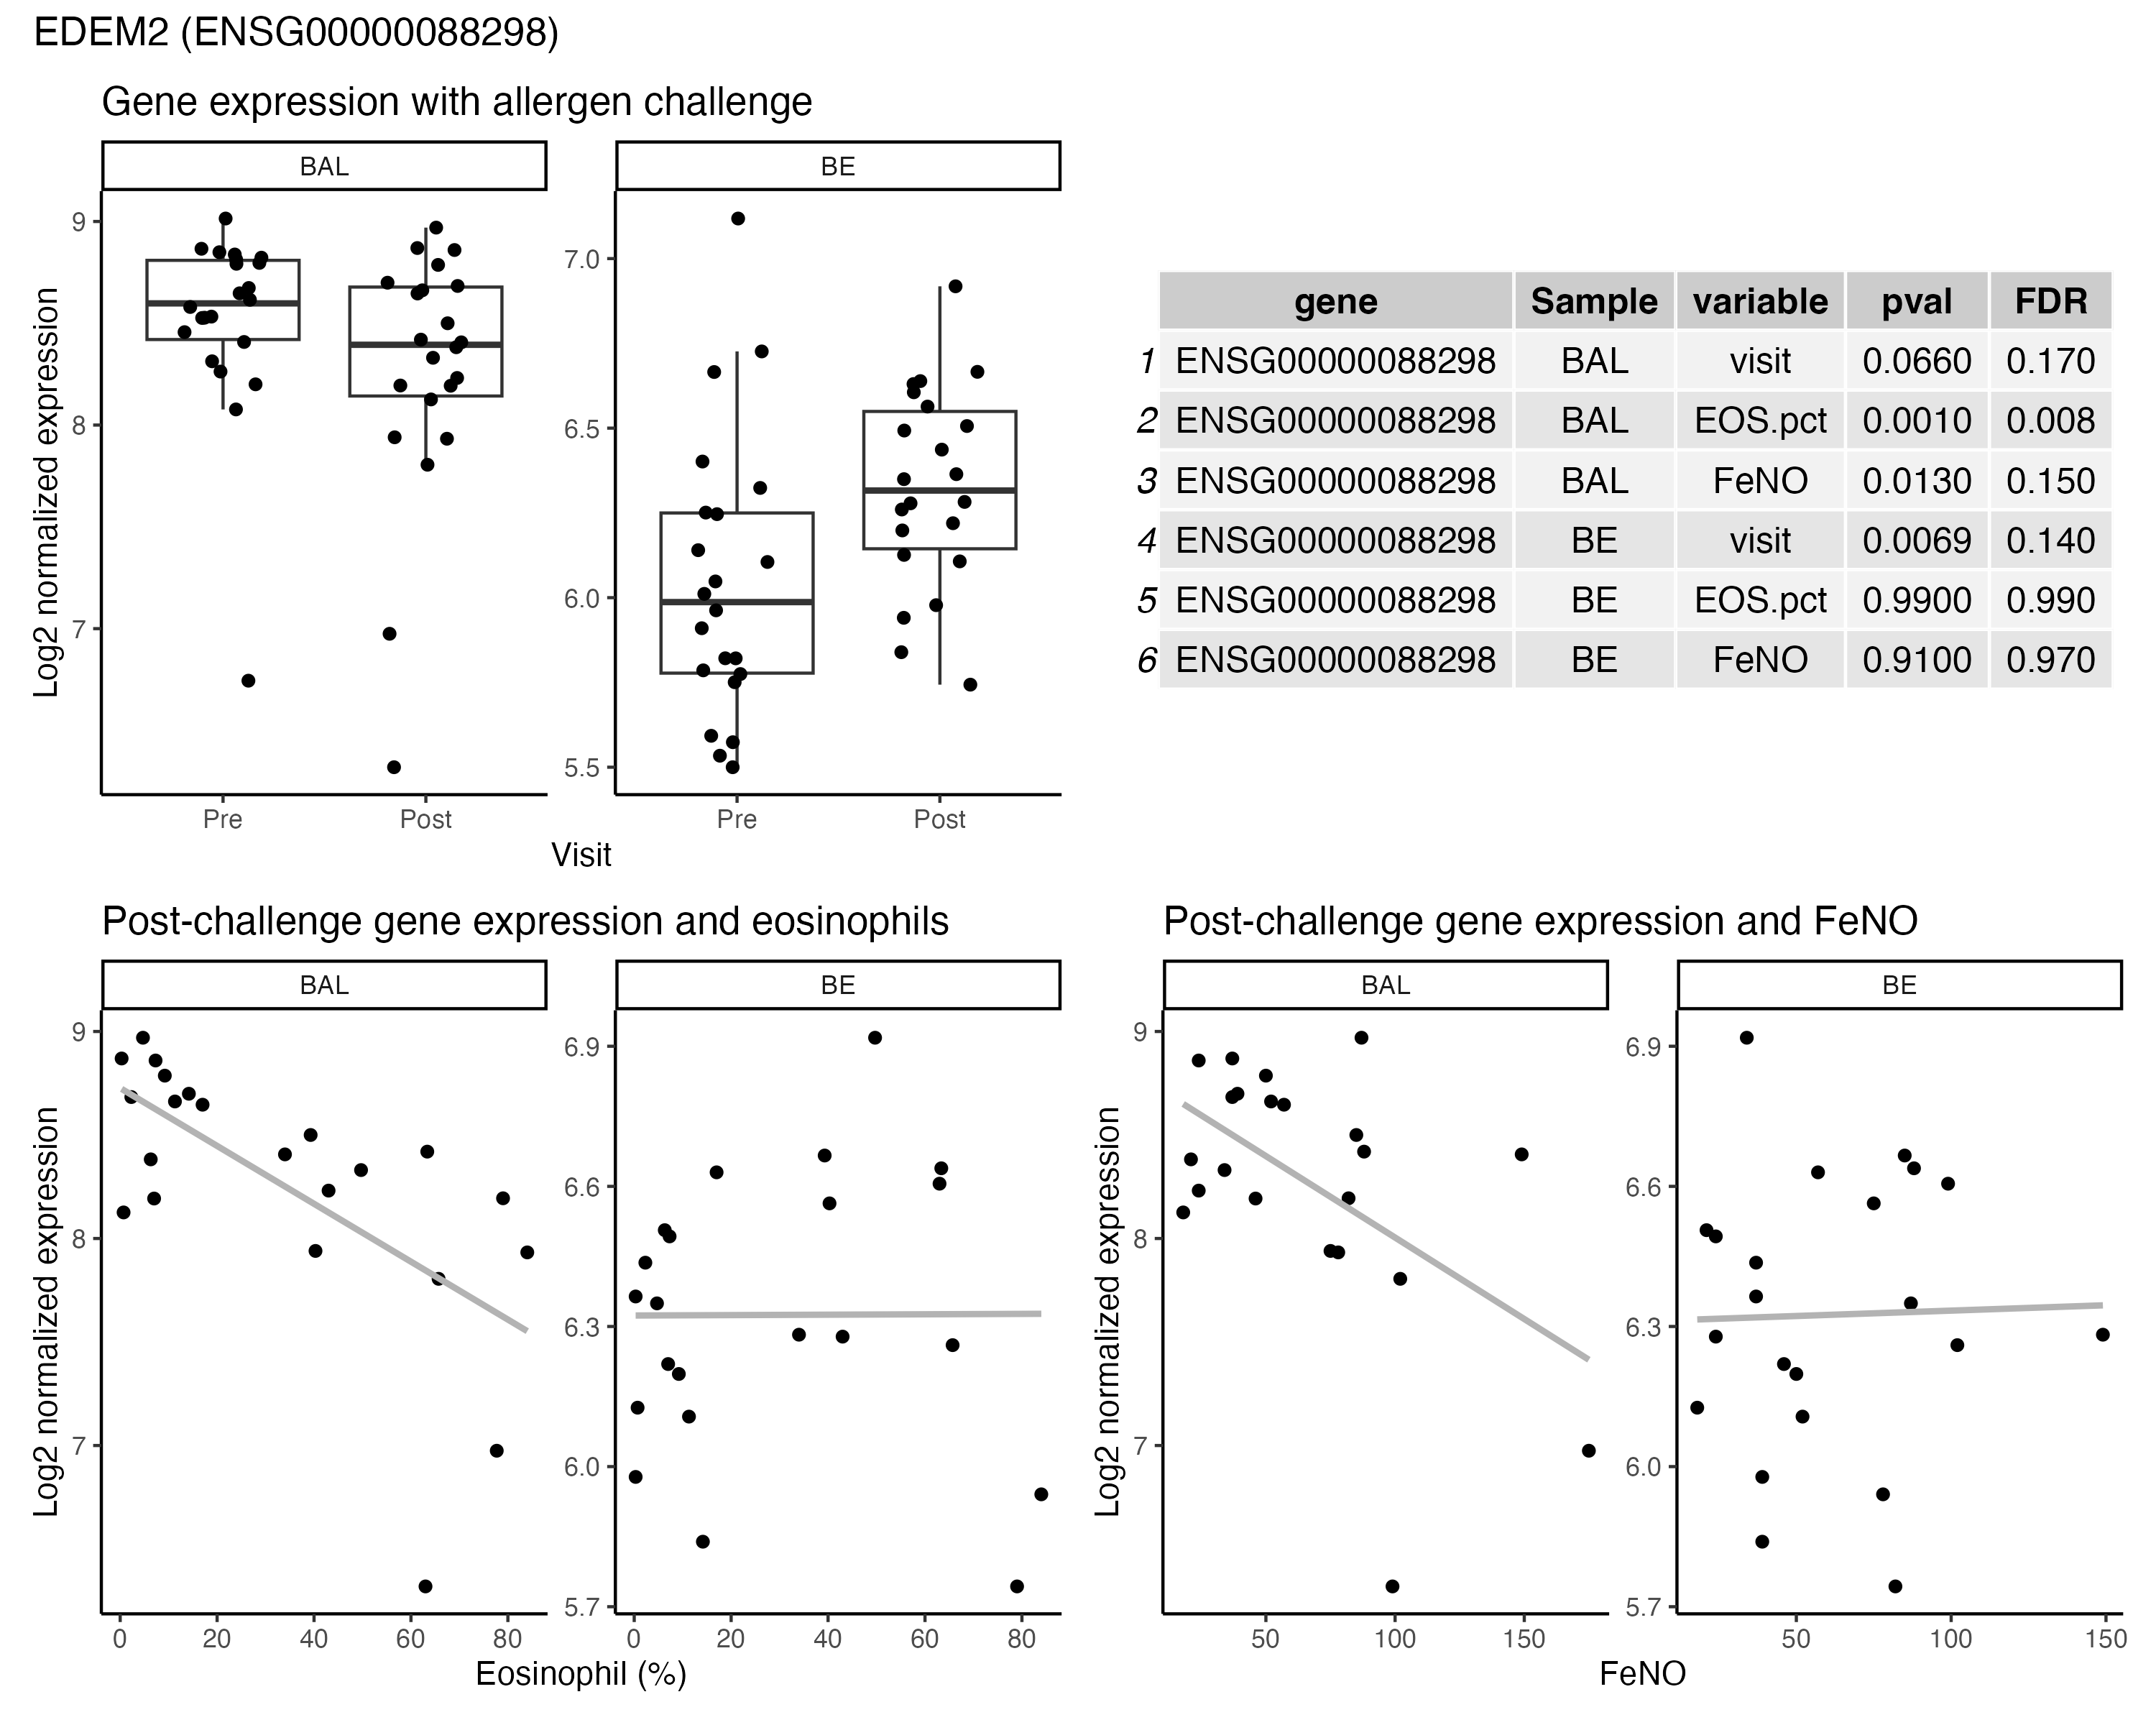 EDEM2 (ENSG00000088298)
Gene expression with allergen challenge
BAL
BE
Log2 normalized expression
9
8
7
7.0
6.5
6.0
5.5
Pre
Post
Pre
Post
Visit
gene Sample variable pval FDR
1 ENSG00000088298 BAL visit 0.0660 0.170
2 ENSG00000088298 BAL EOS.pct 0.0010 0.008
3 ENSG00000088298 BAL FeNO 0.0130 0.150
4 ENSG00000088298 BE visit 0.0069 0.140
5 ENSG00000088298 BE EOS.pct 0.9900 0.990
6 ENSG00000088298 BE FeNO 0.9100 0.970
Post-challenge gene expression and eosinophils
BAL
BE
Log2 normalized expression
9
8
7
6.9
6.6
6.3
6.0
5.7
0 20 40 60 80
0 20 40 60 80
Eosinophil (%)
Post-challenge gene expression and FeNO
BAL
BE
Log2 normalized expression
9
8
7
6.9
6.6
6.3
6.0
5.7
50 100 150
50 100 150
FeNO